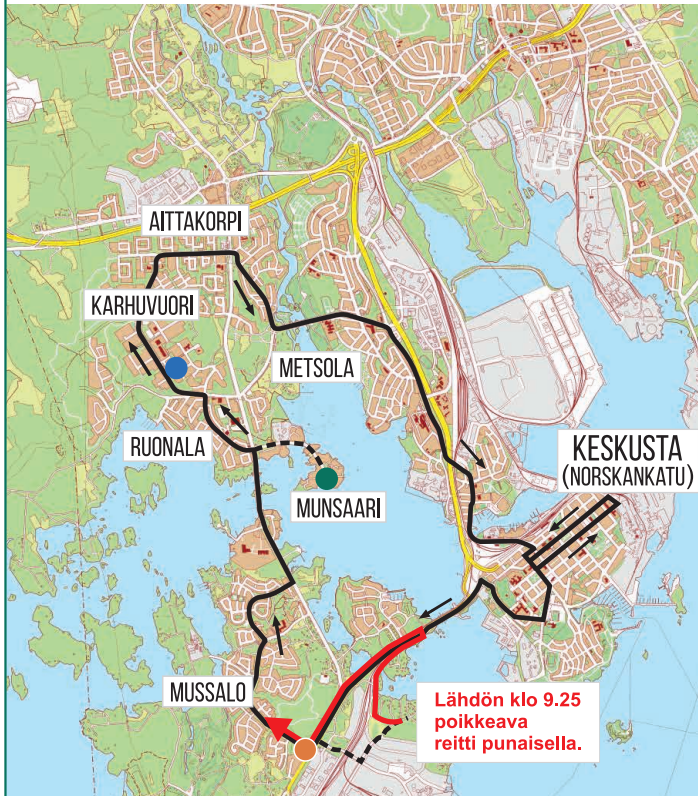 AITTAKORPI
KARHUVUORI
METSOLA
RUONALA
KESKUSTA
(NORSKANKATU)
MUNSAARI
MUSSALO
Lähdön klo 9.25
poikkeava
reitti punaisella.